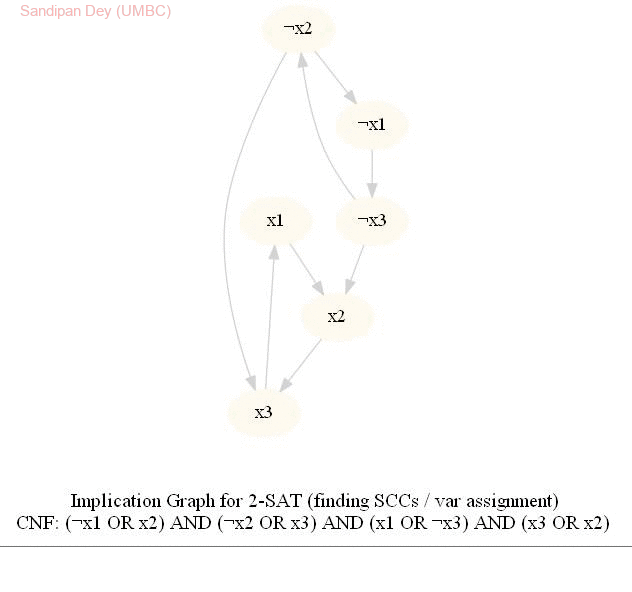 Sandipan Dey (UMBC)
¬x2
¬x1
x1
¬x3
x2
x3
Implication Graph for 2-SAT (finding SCCs / var assignment)
CNF: (¬x1 OR x2) AND (¬x2 OR x3) AND (x1 OR ¬x3) AND (x3 OR x2)